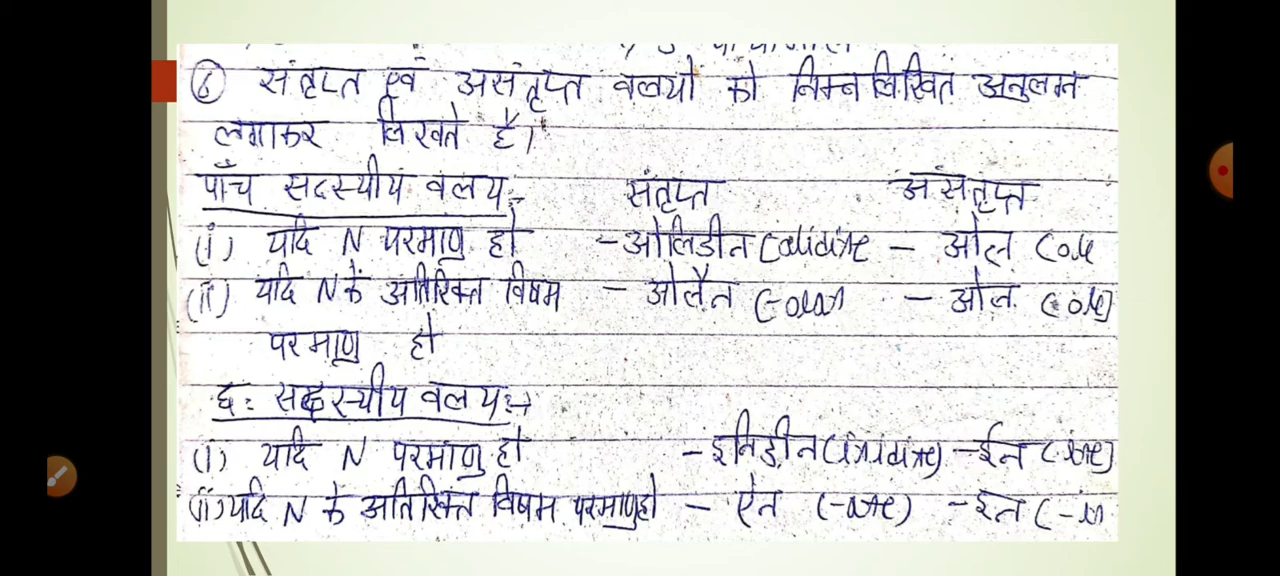 ⑥ संतृप्त एवं असंतृप्त वलयो को निम्नलिखित अनुलग्न
लगाकर लिखते है।
पाँच सदस्यीय वलय:- संतृप्त असंतृप्त
(i) यदि N परमाणु हो - ओलिडीन (olidine - ओल (ole
(ii) यदि N के अतिरिक्त विषम - ओलैन (-olan - ओल (ole)
परमाणु हो
छः सदस्यीय वलय:→
(i) यदि N परमाणु हो - इनिडीन (inidine) - ईन (ine)
(ii) यदि N के अतिरिक्त विषम परमाणु हो - ऐन (-ane) - इन (-in